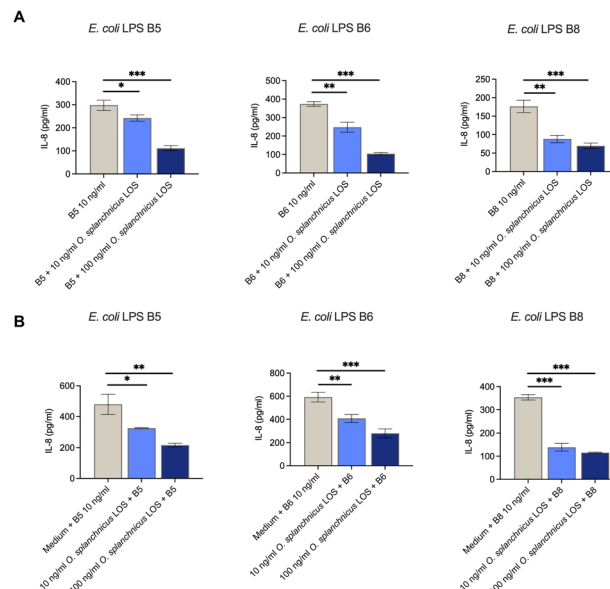 A
E. coli LPS B5
E. coli LPS B6
E. coli LPS B8
***
*
400
300
200
100
0
IL-8 (pg/ml)
B5 10 ng/ml
B5 + 10 ng/ml O. splanchnicus LOS
B5 + 100 ng/ml O. splanchnicus LOS
***
**
500
400
300
200
100
0
IL-8 (pg/ml)
B6 10 ng/ml
B6 + 10 ng/ml O. splanchnicus LOS
B6 + 100 ng/ml O. splanchnicus LOS
***
**
200
150
100
50
0
IL-8 (pg/ml)
B8 10 ng/ml
B8 + 10 ng/ml O. splanchnicus LOS
B8 + 100 ng/ml O. splanchnicus LOS
B
E. coli LPS B5
E. coli LPS B6
E. coli LPS B8
**
*
600
400
200
0
IL-8 (pg/ml)
Medium + B5 10 ng/ml
10 ng/ml O. splanchnicus LOS + B5
100 ng/ml O. splanchnicus LOS + B5
***
**
800
600
400
200
0
IL-8 (pg/ml)
Medium + B6 10 ng/ml
10 ng/ml O. splanchnicus LOS + B6
100 ng/ml O. splanchnicus LOS + B6
***
***
400
300
200
100
0
IL-8 (pg/ml)
Medium + B8 10 ng/ml
10 ng/ml O. splanchnicus LOS + B8
100 ng/ml O. splanchnicus LOS + B8